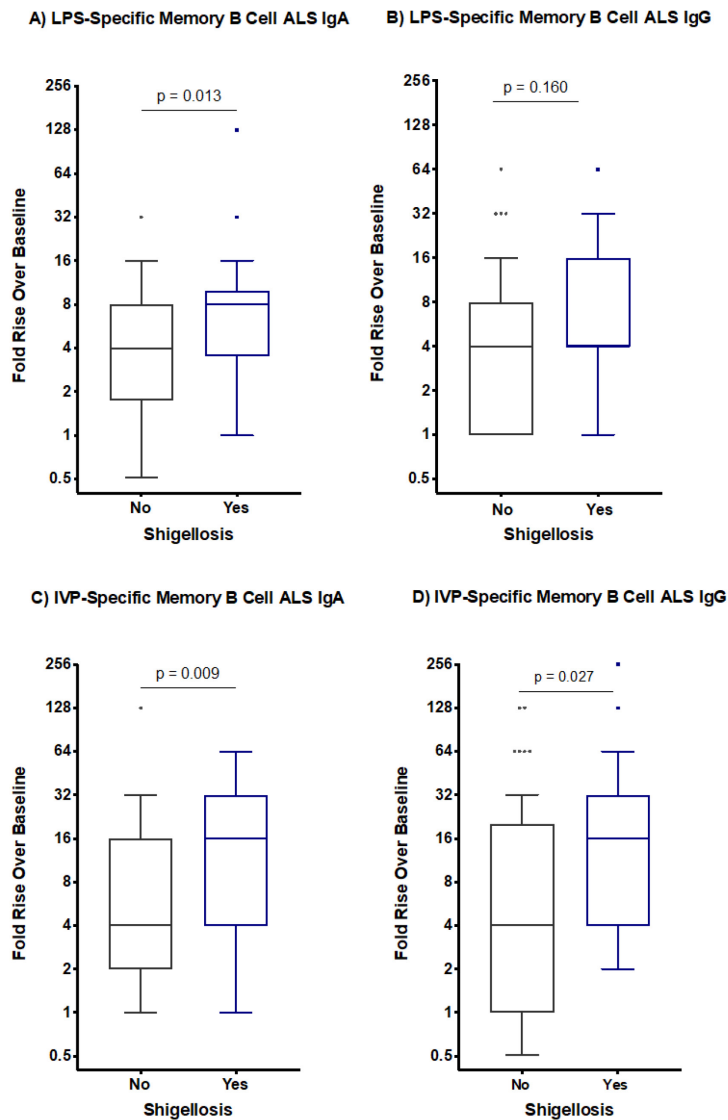 A) LPS-Specific Memory B Cell ALS IgA
Fold Rise Over Baseline
256
128
64
32
16
8
4
2
1
0.5
p = 0.013
No Yes
Shigellosis
B) LPS-Specific Memory B Cell ALS IgG
Fold Rise Over Baseline
256
128
64
32
16
8
4
2
1
0.5
p = 0.160
No Yes
Shigellosis
C) IVP-Specific Memory B Cell ALS IgA
Fold Rise Over Baseline
256
128
64
32
16
8
4
2
1
0.5
p = 0.009
No Yes
Shigellosis
D) IVP-Specific Memory B Cell ALS IgG
Fold Rise Over Baseline
256
128
64
32
16
8
4
2
1
0.5
p = 0.027
No Yes
Shigellosis